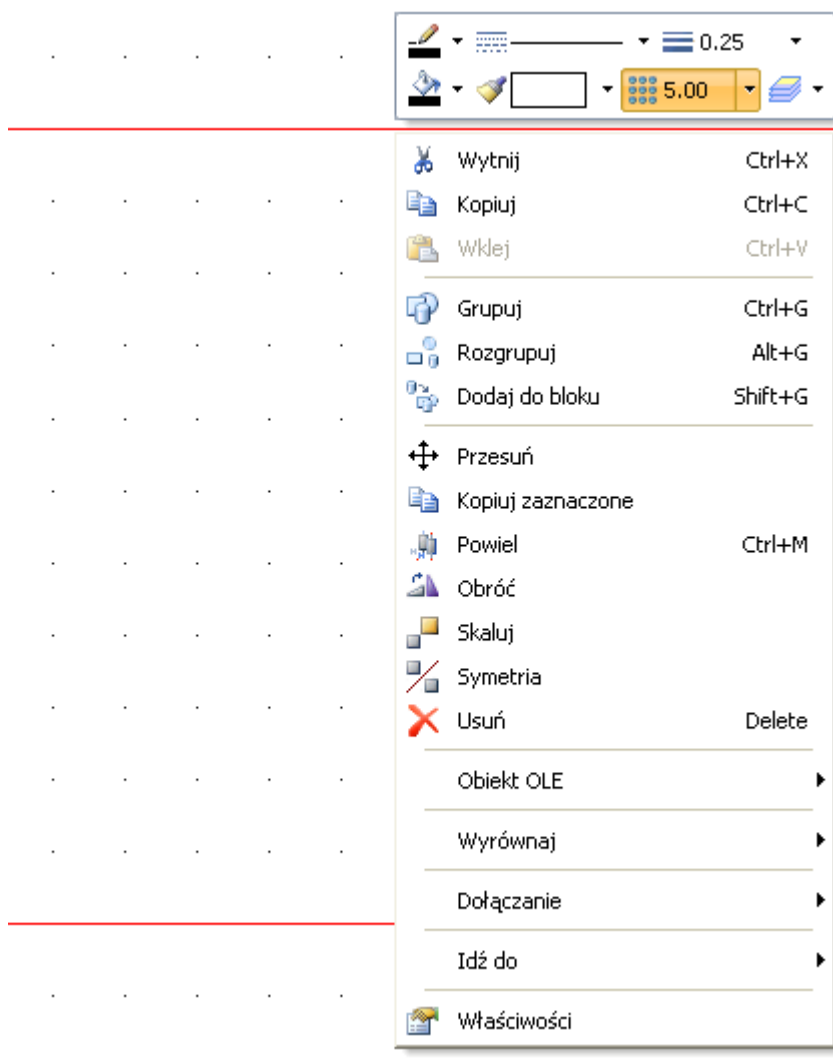 0.25
5.00
Wytnij Ctrl+X
Kopiuj Ctrl+C
Wklej Ctrl+V
Grupuj Ctrl+G
Rozgrupuj Alt+G
Dodaj do bloku Shift+G
Przesuń
Kopiuj zaznaczone
Powiel Ctrl+M
Obróć
Skaluj
Symetria
Usuń Delete
Obiekt OLE
Wyrównaj
Dołączanie
Idź do
Właściwości